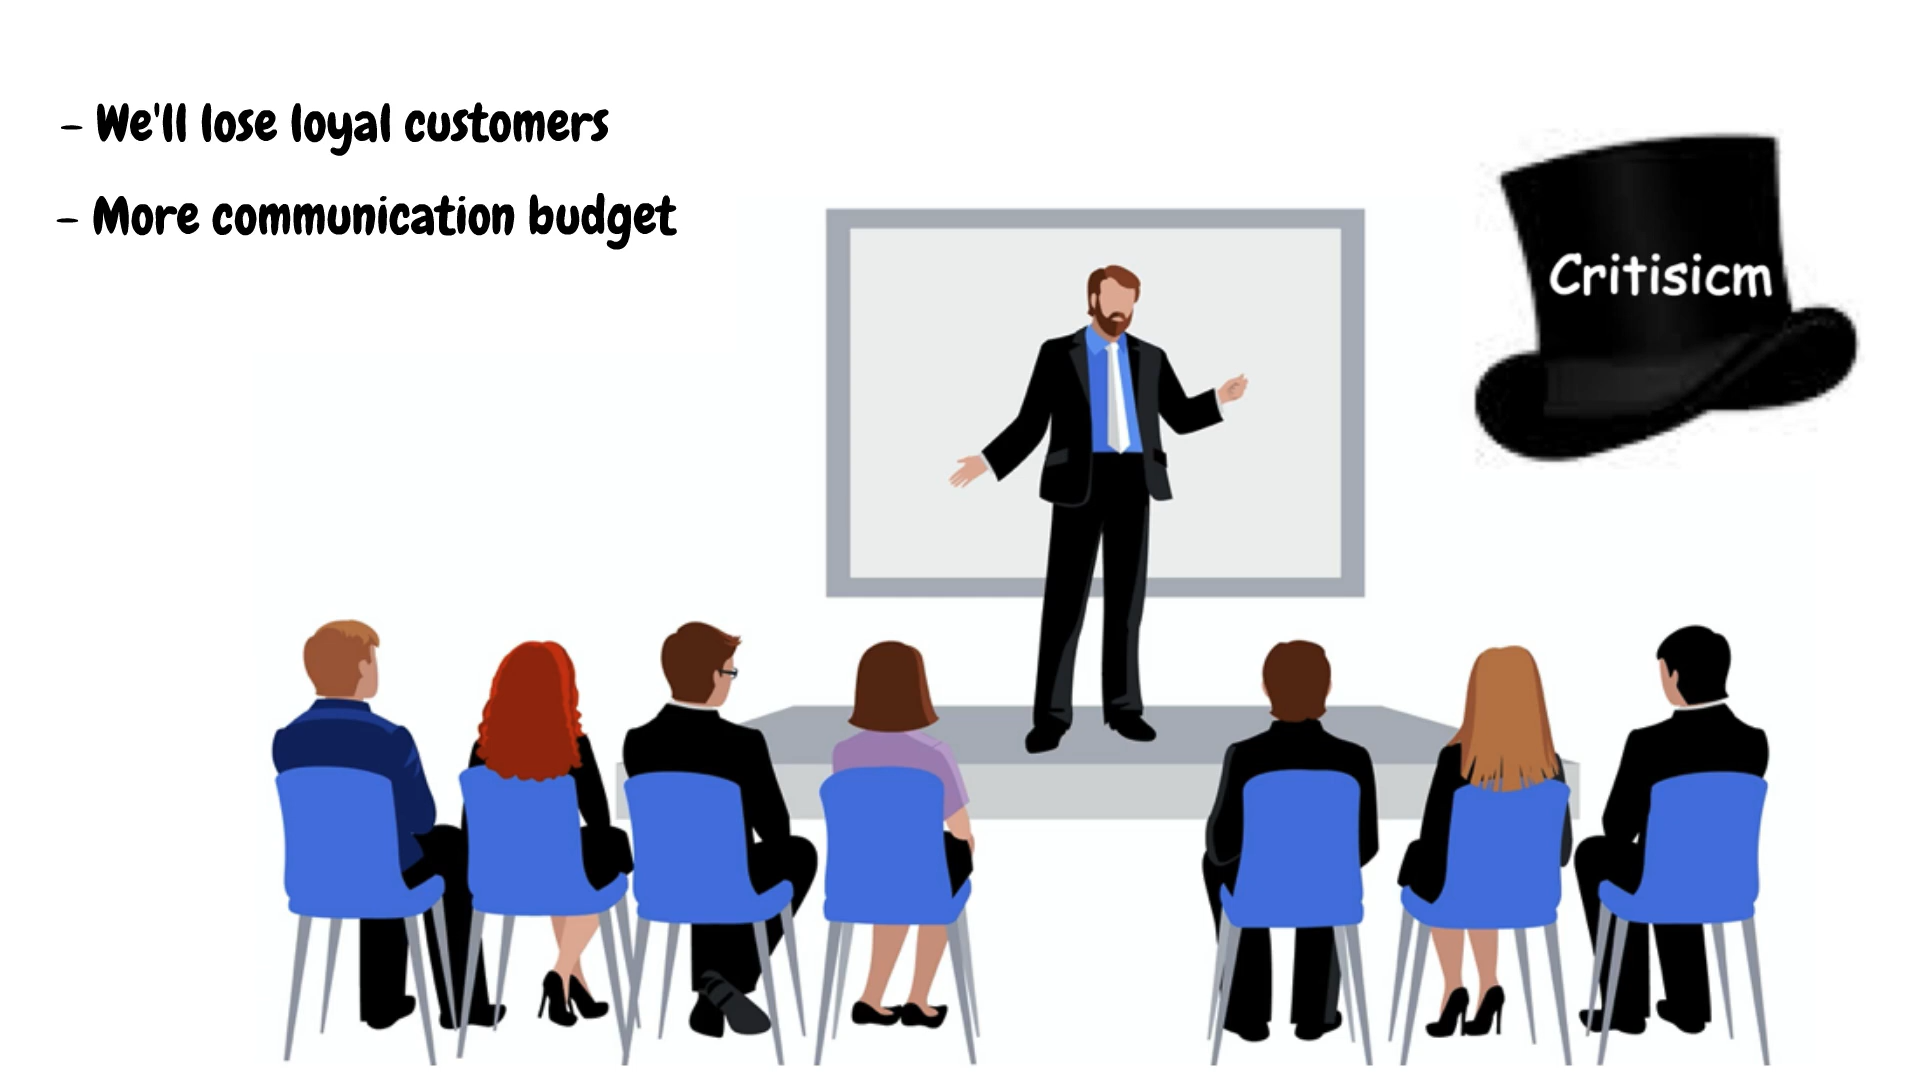 - We'll lose loyal customers
- More communication budget
Critisicm